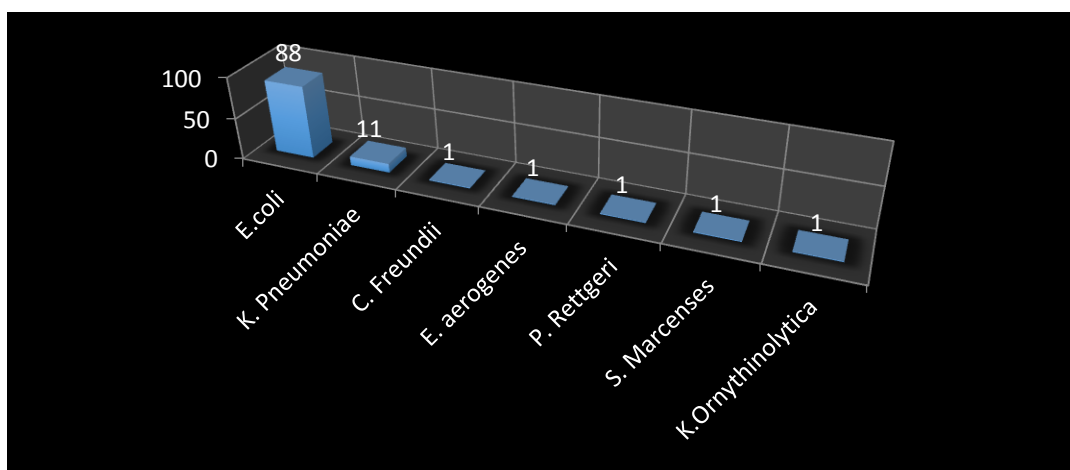 88
100
50
0
11
1
1
1
1
1
E.coli
K. Pneumoniae
C. Freundii
E. aerogenes
P. Rettgeri
S. Marcenses
K.Ornythinolytica